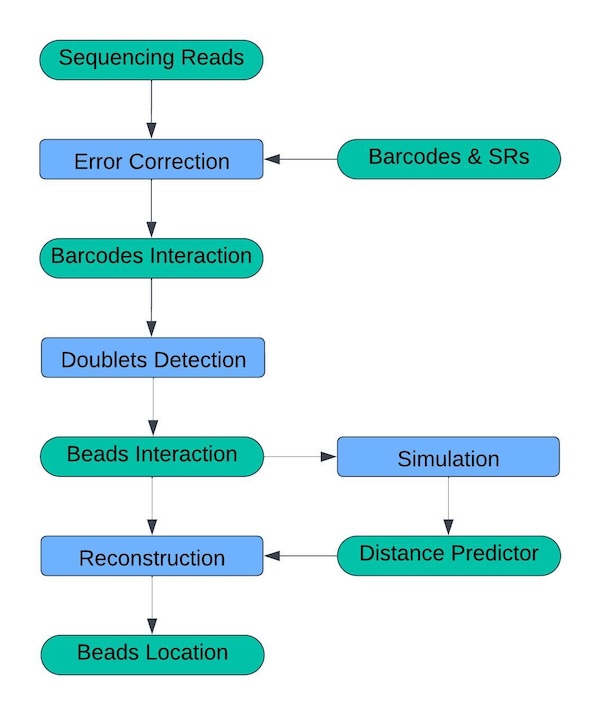 Sequencing Reads
Error Correction
Barcodes & SRs
Barcodes Interaction
Doublets Detection
Beads Interaction
Simulation
Reconstruction
Distance Predictor
Beads Location